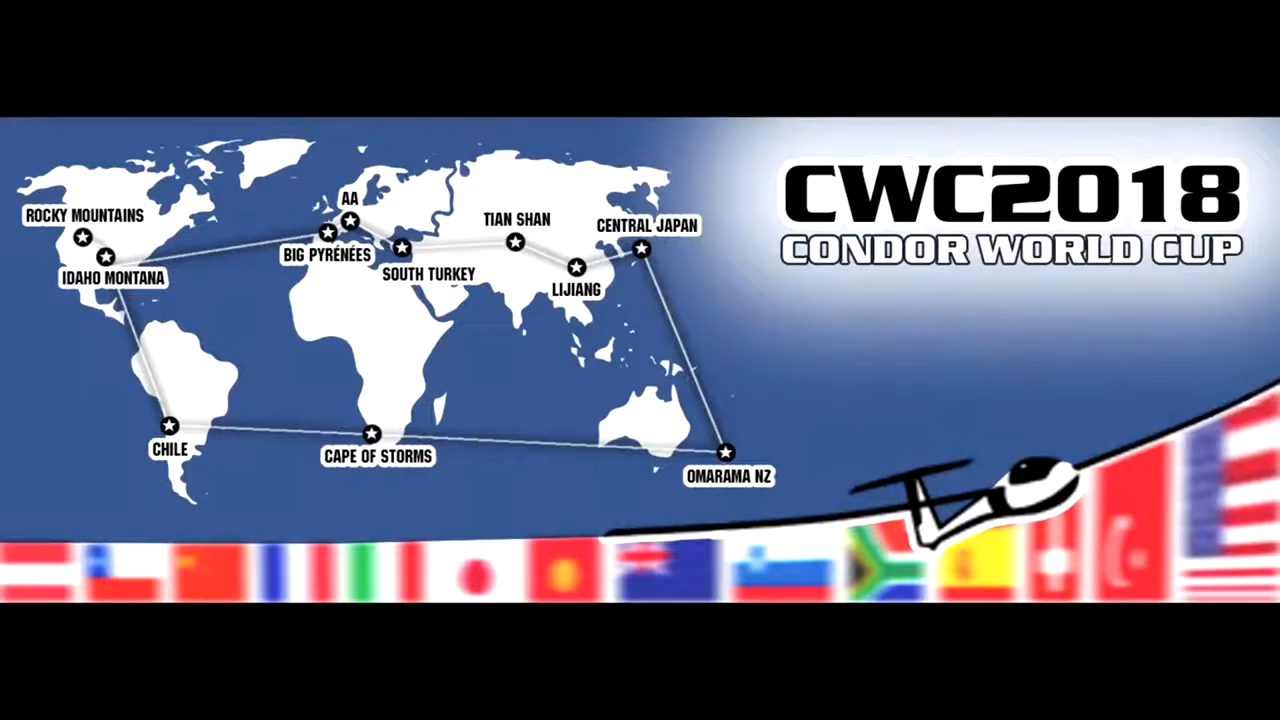 CWC2018
CONDOR WORLD CUP
AA
ROCKY MOUNTAINS
TIAN SHAN
CENTRAL JAPAN
BIG PYRÉNÉES
IDAHO MONTANA
SOUTH TURKEY
LIJIANG
CHILE
CAPE OF STORMS
OMARAMA NZ